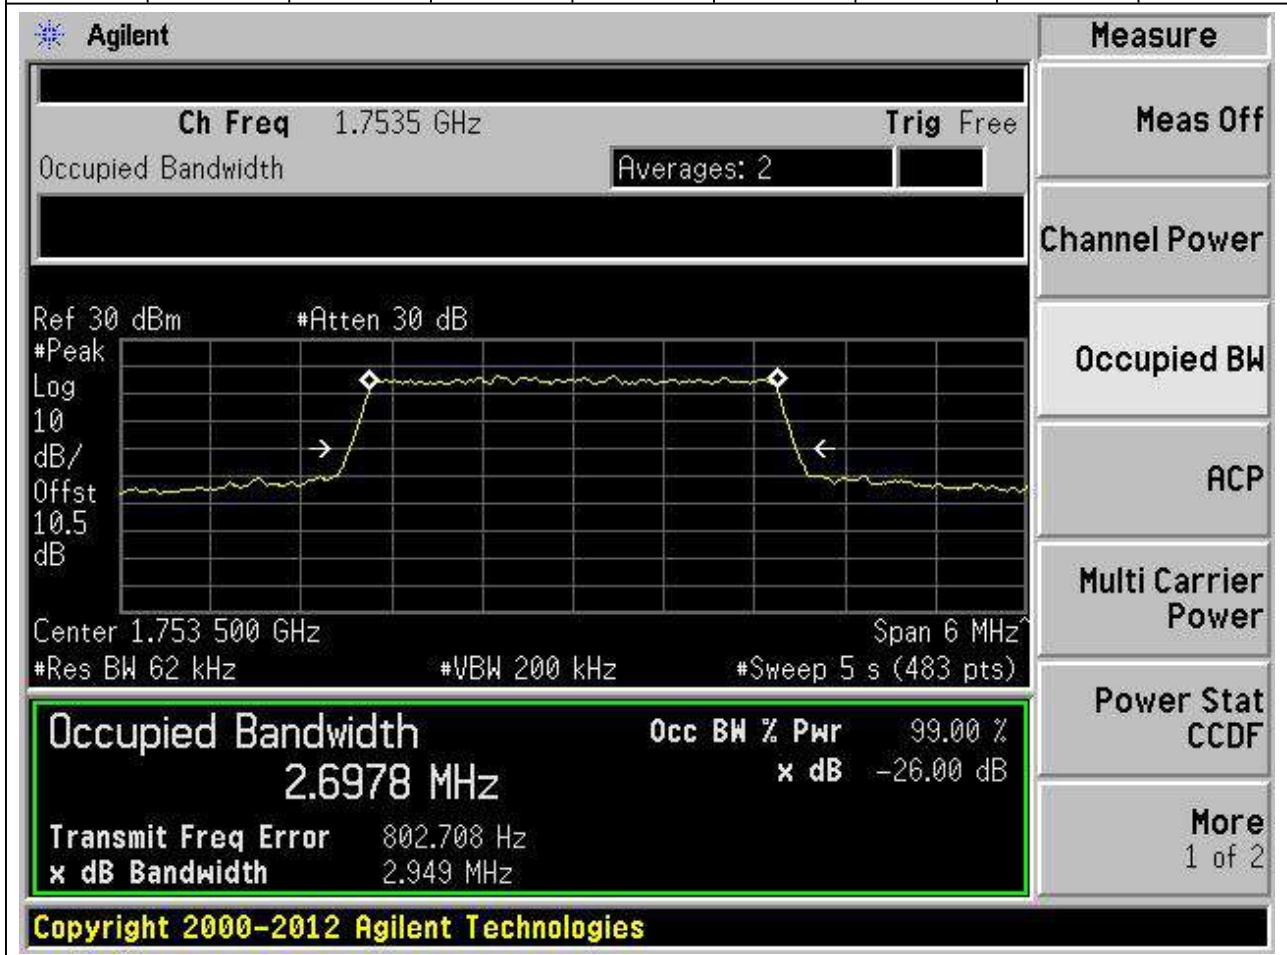 Agilent
Measure
Ch Freq 1.7535 GHz Trig Free
Occupied Bandwidth Averages: 2
Ref 30 dBm #Atten 30 dB
#Peak
Log
10
dB/
Offst
10.5
dB
Center 1.753 500 GHz Span 6 MHz^
#Res BW 62 kHz #VBW 200 kHz #Sweep 5 s (483 pts)
Occupied Bandwidth Occ BW % Pwr 99.00 %
2.6978 MHz x dB -26.00 dB
Transmit Freq Error 802.708 Hz
x dB Bandwidth 2.949 MHz
Meas Off
Channel Power
Occupied BW
ACP
Multi Carrier
Power
Power Stat
CCDF
More
1 of 2
Copyright 2000-2012 Agilent Technologies